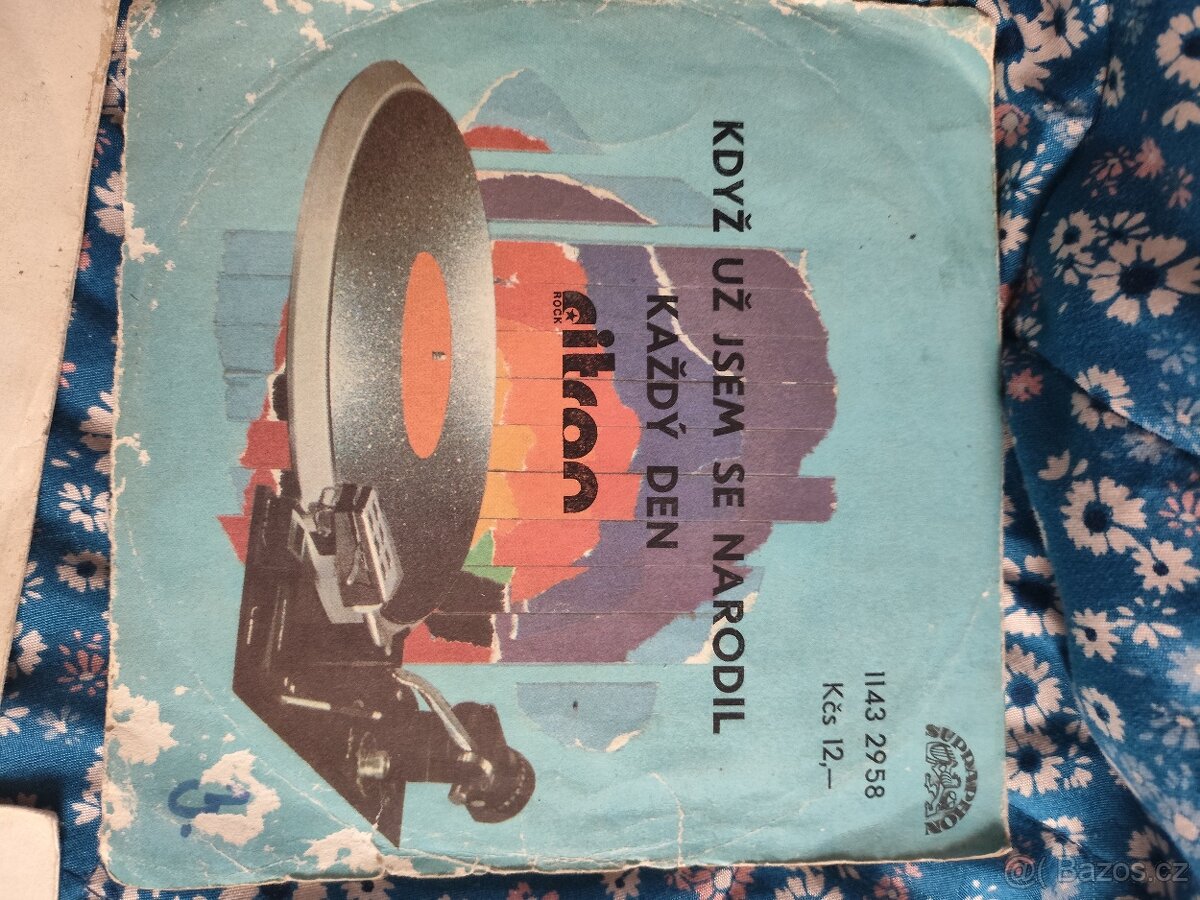 SUPRAPHON
1143 2958
Kčs 12,–
KDYŽ UŽ JSEM SE NARODIL
KAŽDÝ DEN
citron
ROCK
@ Bazos.cz